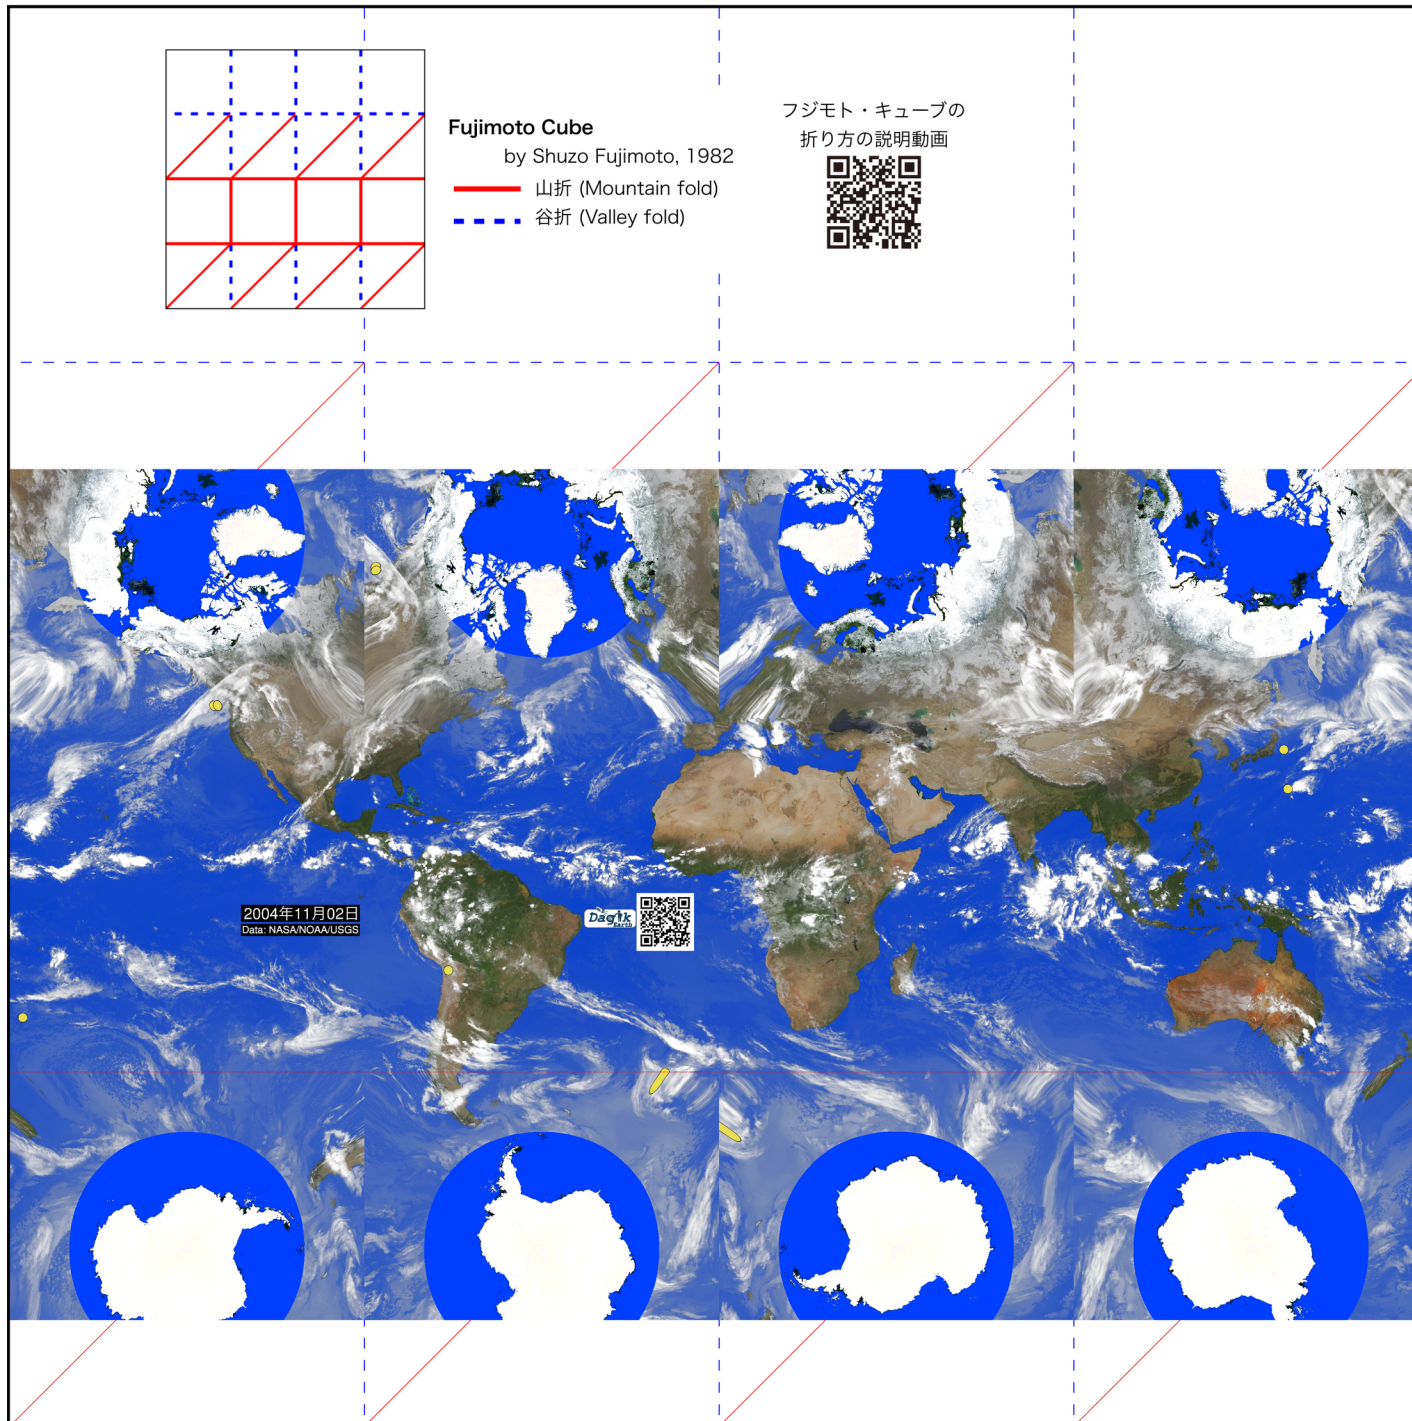 Fujimoto Cube
by Shuzo Fujimoto, 1982
山折 (Mountain fold)
谷折 (Valley fold)
フジモト・キューブの
折り方の説明動画
2004年11月02日
Data: NASA/NOAA/USGS
Dagik
Earth